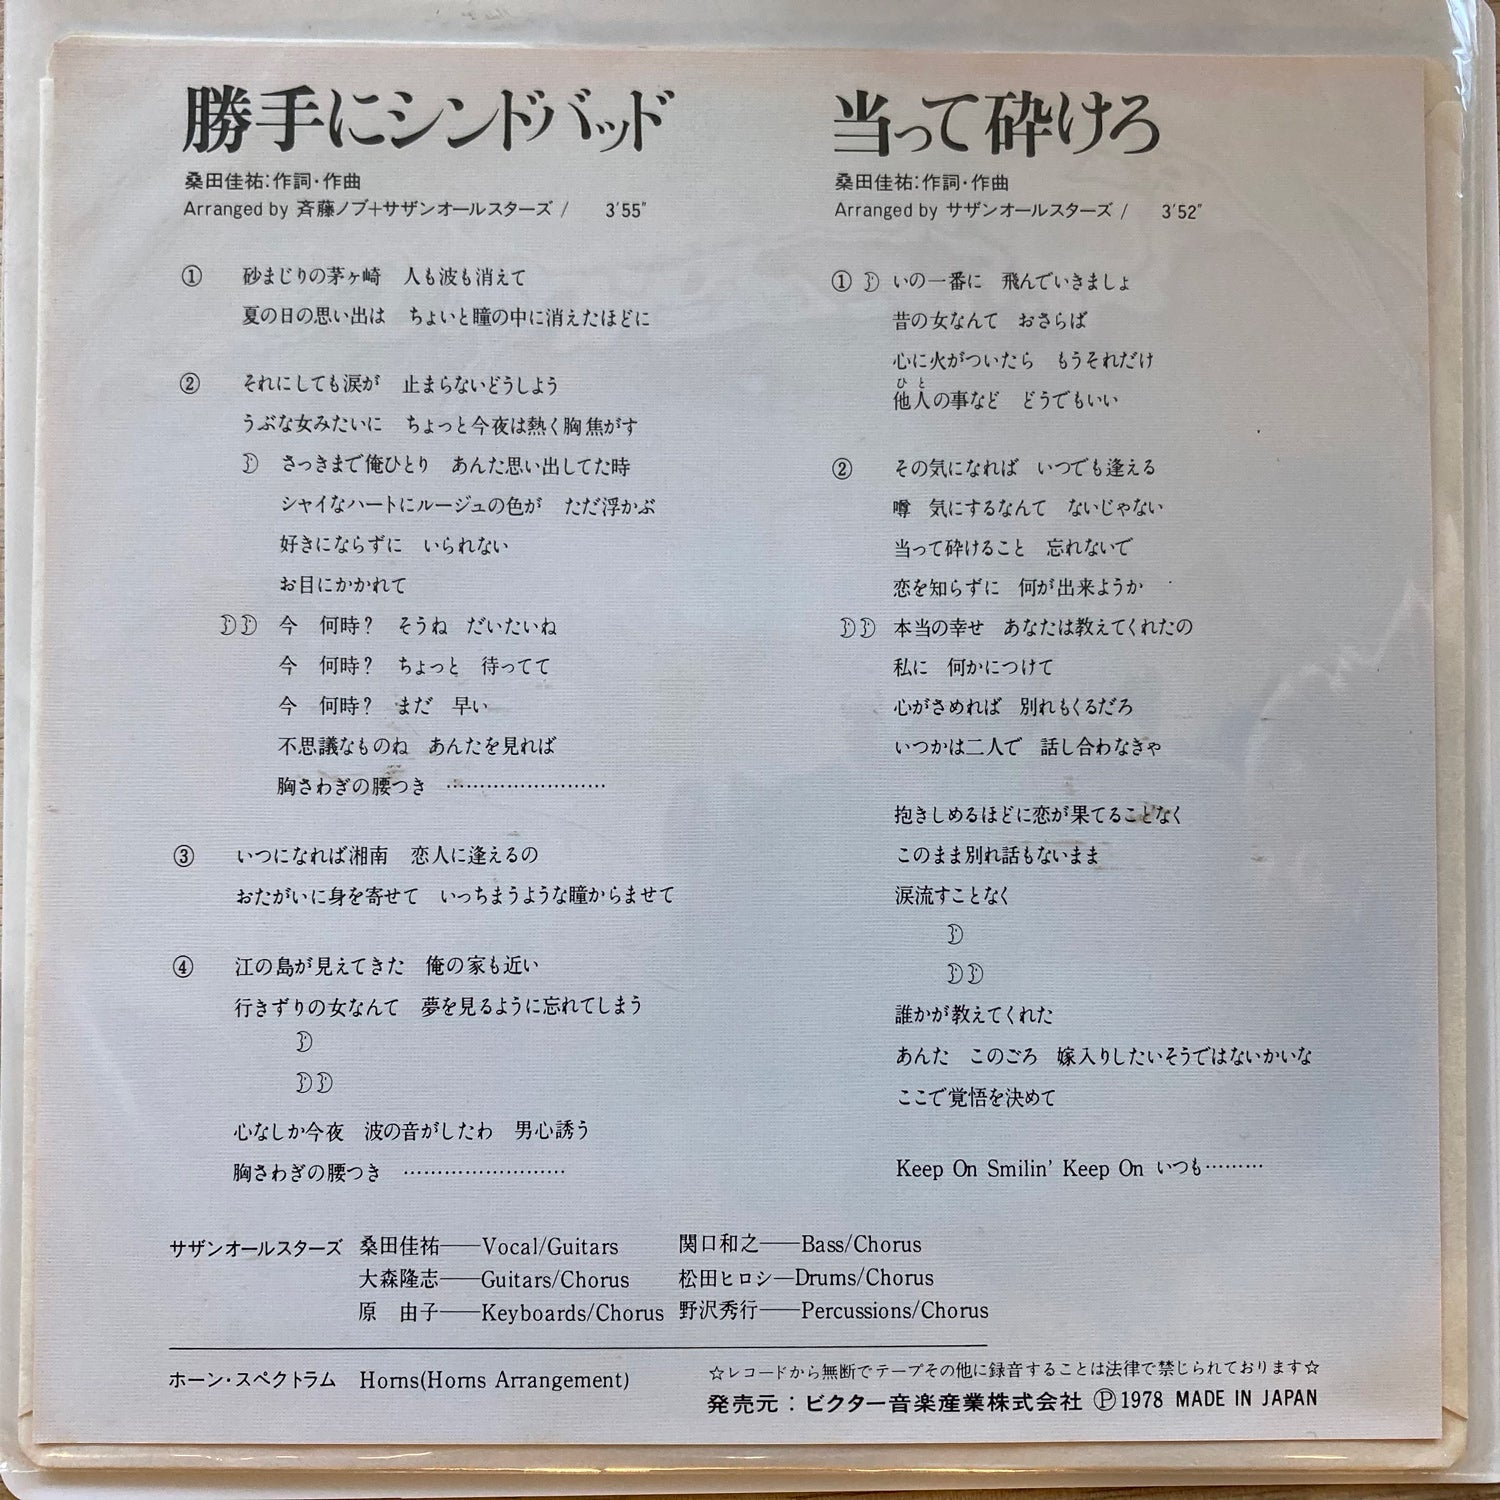 勝手にシンドバッド
桑田佳祐:作詞・作曲
Arranged by 斉藤ノブ+サザンオールスターズ / 3'55"
① 砂まじりの茅ヶ崎 人も波も消えて
夏の日の思い出は ちょいと瞳の中に消えたほどに
② それにしても涙が 止まらないどうしよう
うぶな女みたいに ちょっと今夜は熱く胸焦がす
さっきまで俺ひとり あんた思い出してた時
シャイなハートにルージュの色が ただ浮かぶ
好きにならずに いられない
お目にかかれて
今 何時? そうね だいたいね
今 何時? ちょっと 待ってて
今 何時? まだ 早い
不思議なものね あんたを見れば
胸さわぎの腰つき ……………………
③ いつになれば湘南 恋人に逢えるの
おたがいに身を寄せて いっちまうような瞳からませて
④ 江の島が見えてきた 俺の家も近い
行きずりの女なんて 夢を見るように忘れてしまう
心なしか今夜 波の音がしたわ 男心誘う
胸さわぎの腰つき ……………………
当って砕けろ
桑田佳祐:作詞・作曲
Arranged by サザンオールスターズ / 3'52"
① いの一番に 飛んでいきましょ
昔の女なんて おさらば
心に火がついたら もうそれだけ
ひと
他人の事など どうでもいい
② その気になれば いつでも逢える
噂 気にするなんて ないじゃない
当って砕けること 忘れないで
恋を知らずに 何が出来ようか
本当の幸せ あなたは教えてくれたの
私に 何かにつけて
心がさめれば 別れもくるだろ
いつかは二人で 話し合わなきゃ
抱きしめるほどに恋が果てることなく
このまま別れ話もないまま
涙流すことなく
誰かが教えてくれた
あんた このごろ 嫁入りしたいそうではないかいな
ここで覚悟を決めて
Keep On Smilin' Keep On いつも………
サザンオールスターズ 桑田佳祐——Vocal/Guitars 関口和之——Bass/Chorus
大森隆志——Guitars/Chorus 松田ヒロシ—Drums/Chorus
原 由子——Keyboards/Chorus 野沢秀行——Percussions/Chorus
ホーン・スペクトラム Horns(Horns Arrangement)
☆レコードから無断でテープその他に録音することは法律で禁じられております☆
発売元:ビクター音楽産業株式会社 Ⓟ1978 MADE IN JAPAN